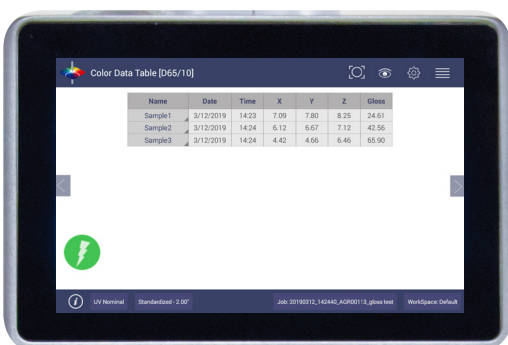 Color Data Table [D65/10]
Name Date Time X Y Z Gloss
Sample1 3/12/2019 14:23 7.09 7.80 8.25 24.61
Sample2 3/12/2019 14:24 6.12 6.67 7.12 42.56
Sample3 3/12/2019 14:24 4.42 4.66 6.46 65.90
i UV Nominal Standardized - 2.00" Job: 20190312_142440_AGR00113_gloss test WorkSpace: Default